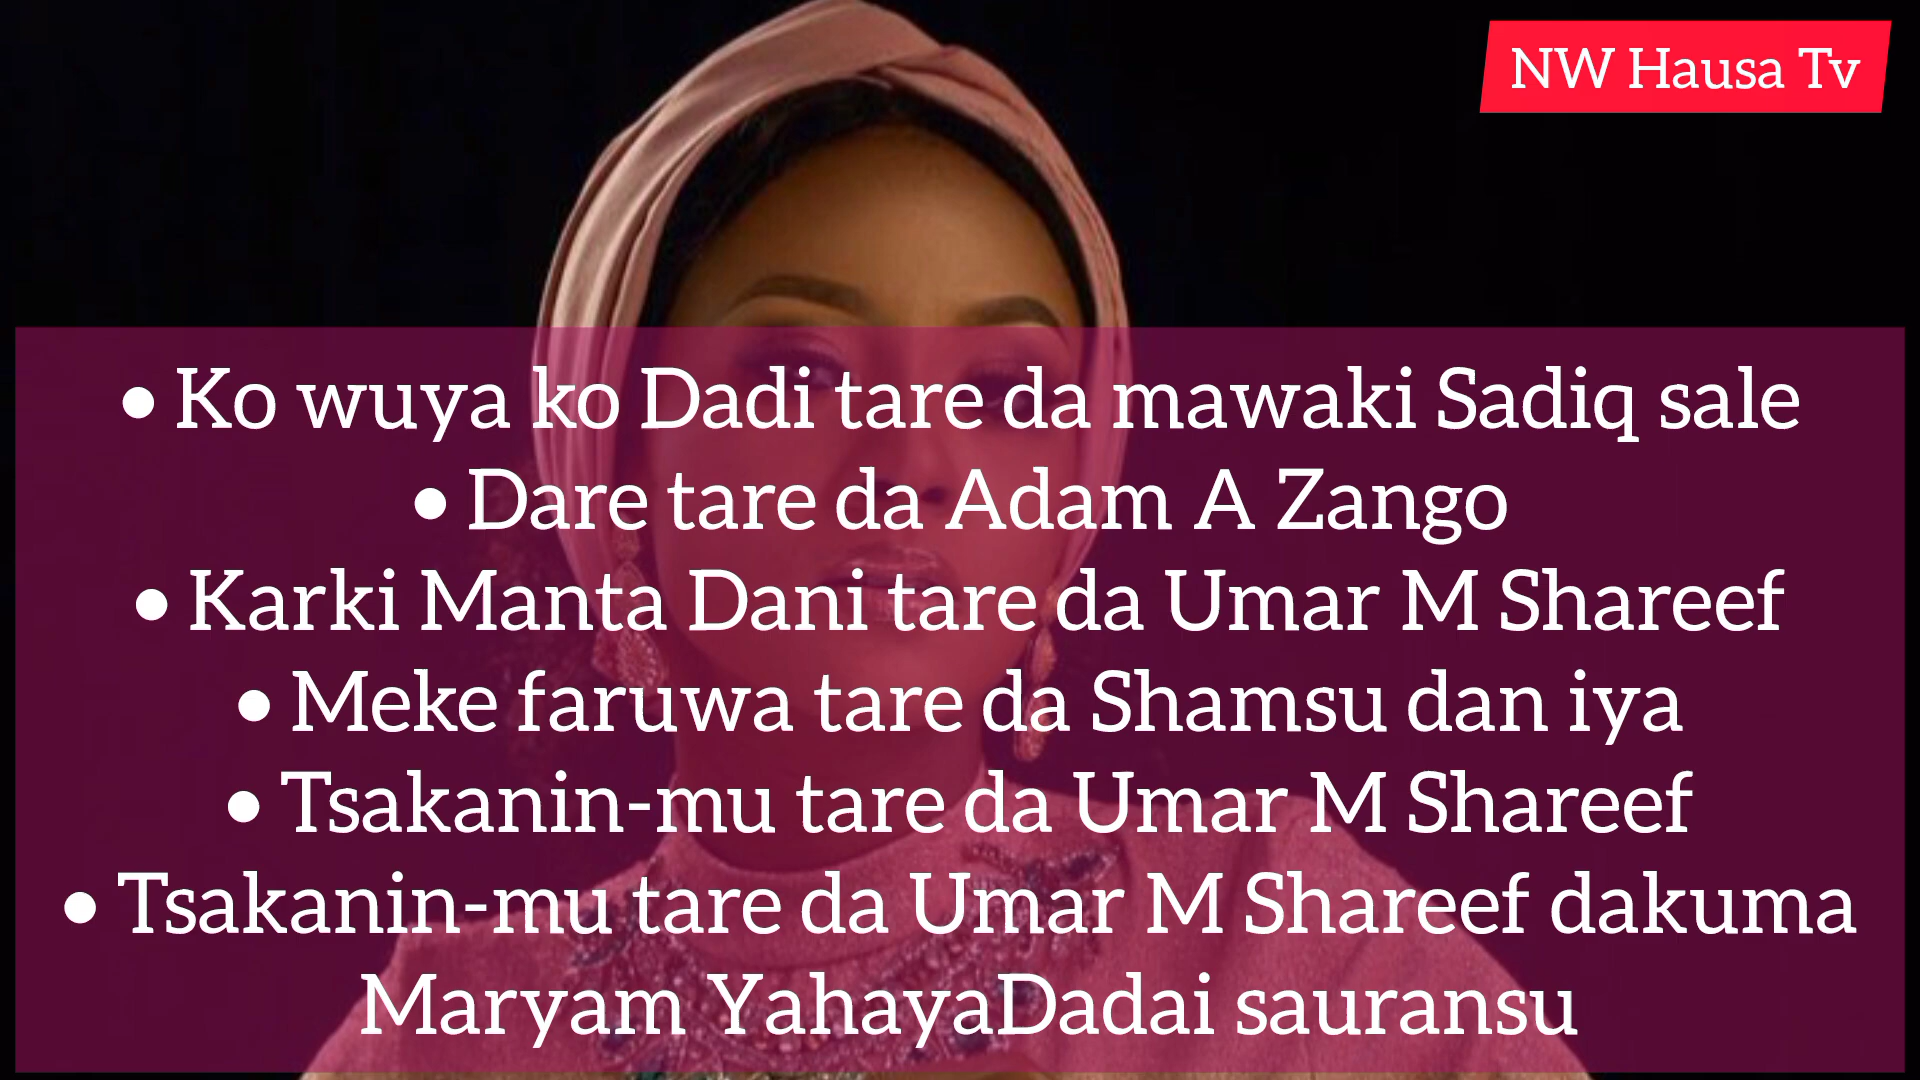 NW Hausa Tv
• Ko wuya ko Dadi tare da mawaki Sadiq sale
• Dare tare da Adam A Zango
• Karki Manta Dani tare da Umar M Shareef
• Meke faruwa tare da Shamsu dan iya
• Tsakanin-mu tare da Umar M Shareef
• Tsakanin-mu tare da Umar M Shareef dakuma
Maryam YahayaDadai sauransu